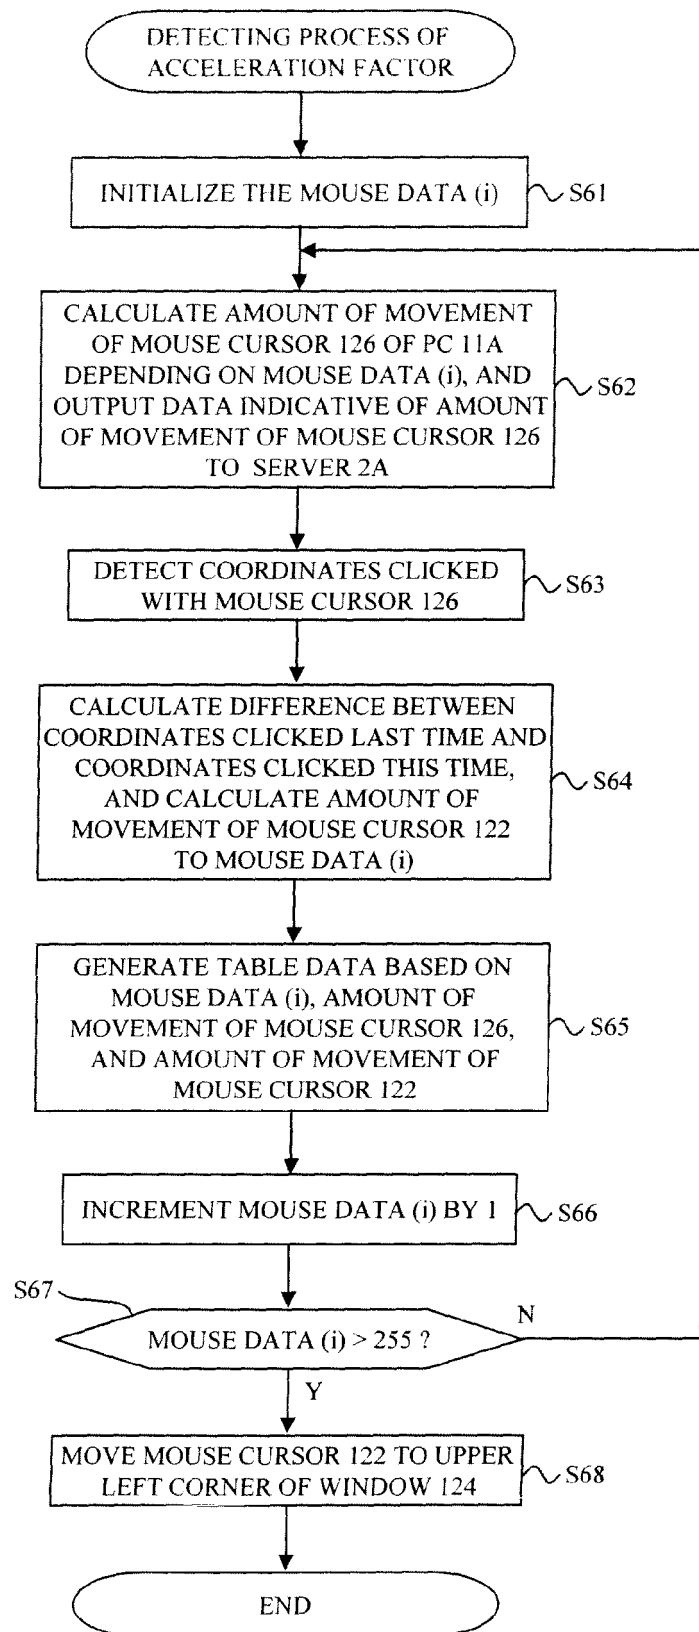 DETECTING PROCESS OF
ACCELERATION FACTOR
INITIALIZE THE MOUSE DATA (i)
S61
CALCULATE AMOUNT OF MOVEMENT
OF MOUSE CURSOR 126 OF PC 11A
DEPENDING ON MOUSE DATA (i), AND
OUTPUT DATA INDICATIVE OF AMOUNT
OF MOVEMENT OF MOUSE CURSOR 126
TO SERVER 2A
S62
DETECT COORDINATES CLICKED
WITH MOUSE CURSOR 126
S63
CALCULATE DIFFERENCE BETWEEN
COORDINATES CLICKED LAST TIME AND
COORDINATES CLICKED THIS TIME,
AND CALCULATE AMOUNT OF
MOVEMENT OF MOUSE CURSOR 122
TO MOUSE DATA (i)
S64
GENERATE TABLE DATA BASED ON
MOUSE DATA (i), AMOUNT OF
MOVEMENT OF MOUSE CURSOR 126,
AND AMOUNT OF MOVEMENT OF
MOUSE CURSOR 122
S65
INCREMENT MOUSE DATA (i) BY 1
S66
S67
MOUSE DATA (i) > 255 ?
N
Y
MOVE MOUSE CURSOR 122 TO UPPER
LEFT CORNER OF WINDOW 124
S68
END